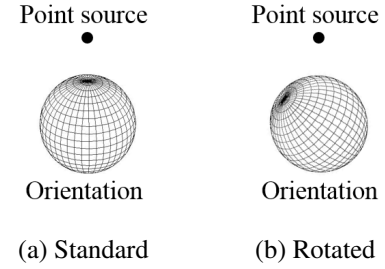 Point source
Point source
Orientation
Orientation
(a) Standard
(b) Rotated